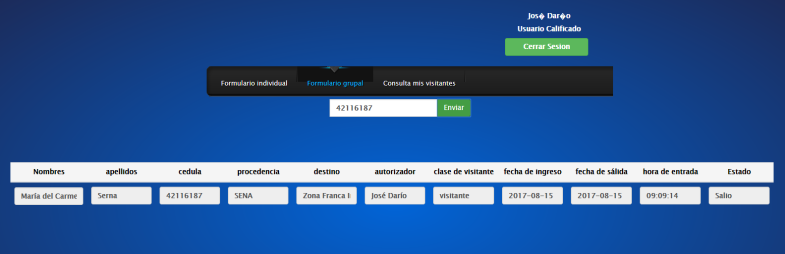 Jos� Dar�o
Usuario Calificado
Cerrar Sesion
Formulario individual Formulario grupal Consulta mis visitantes
42116187 Enviar
Nombres apellidos cedula procedencia destino autorizador clase de visitante fecha de ingreso fecha de sálida hora de entrada Estado
María del Carme Serna 42116187 SENA Zona Franca I José Darío visitante 2017-08-15 2017-08-15 09:09:14 Salio